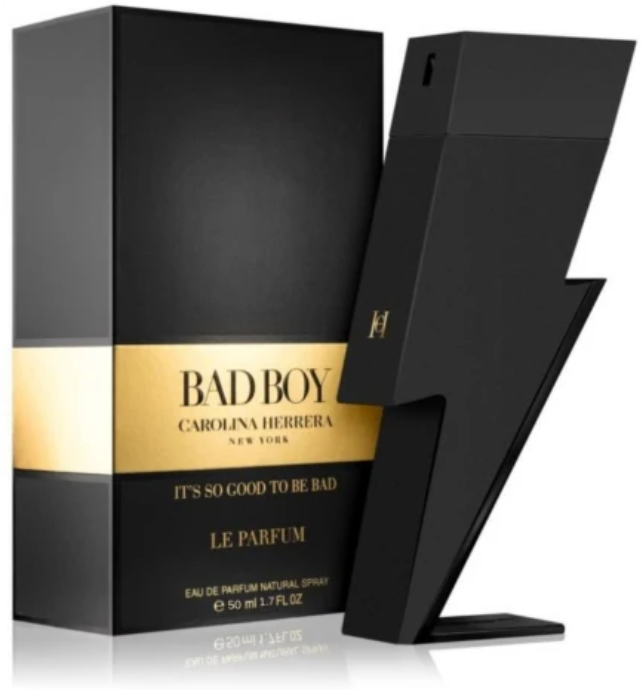 BAD BOY
CAROLINA HERRERA
NEW YORK
IT'S SO GOOD TO BE BAD
LE PARFUM
EAU DE PARFUM NATURAL SPRAY
℮ 50 ml 1.7 FL OZ
CH